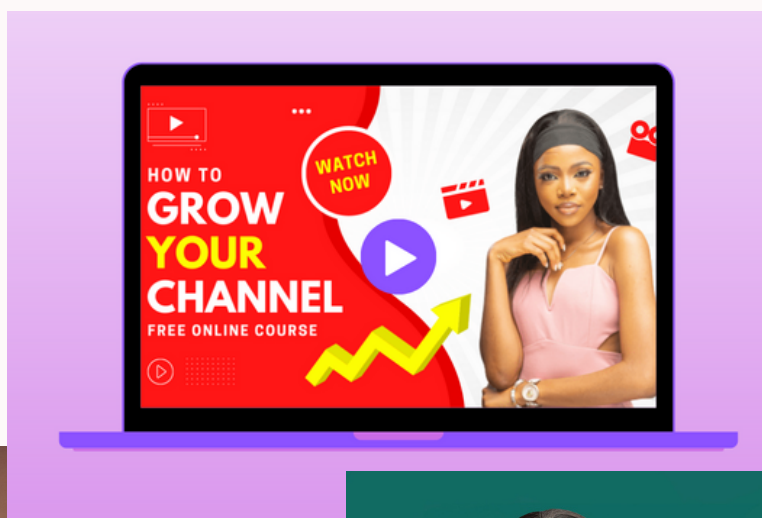 WATCH
NOW
HOW TO
GROW
YOUR
CHANNEL
FREE ONLINE COURSE